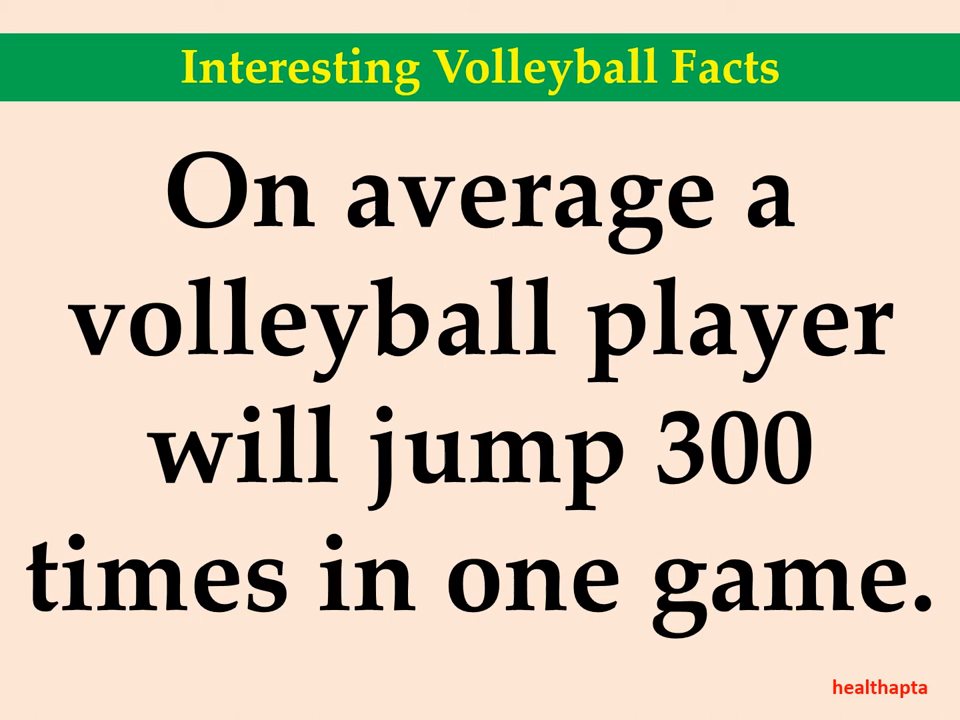 Interesting Volleyball Facts
On average a
volleyball player
will jump 300
times in one game.
healthapta